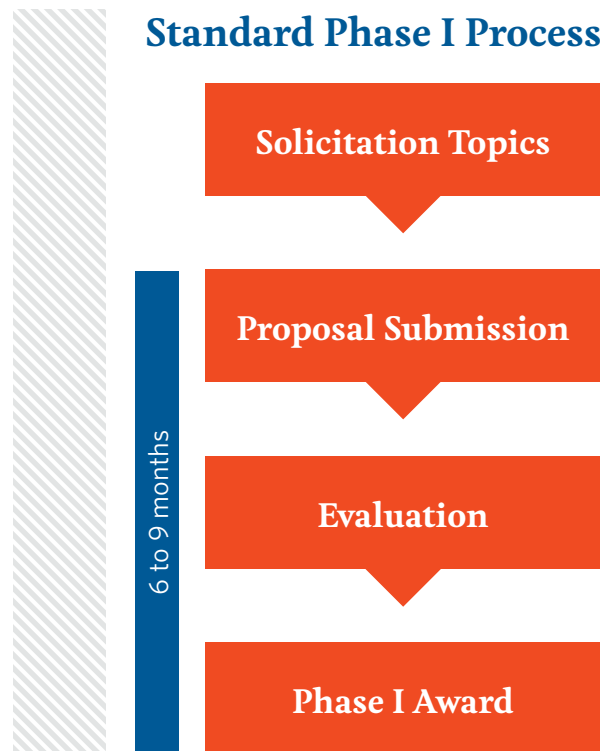 Standard Phase I Process
Solicitation Topics
Proposal Submission
6 to 9 months
Evaluation
Phase I Award